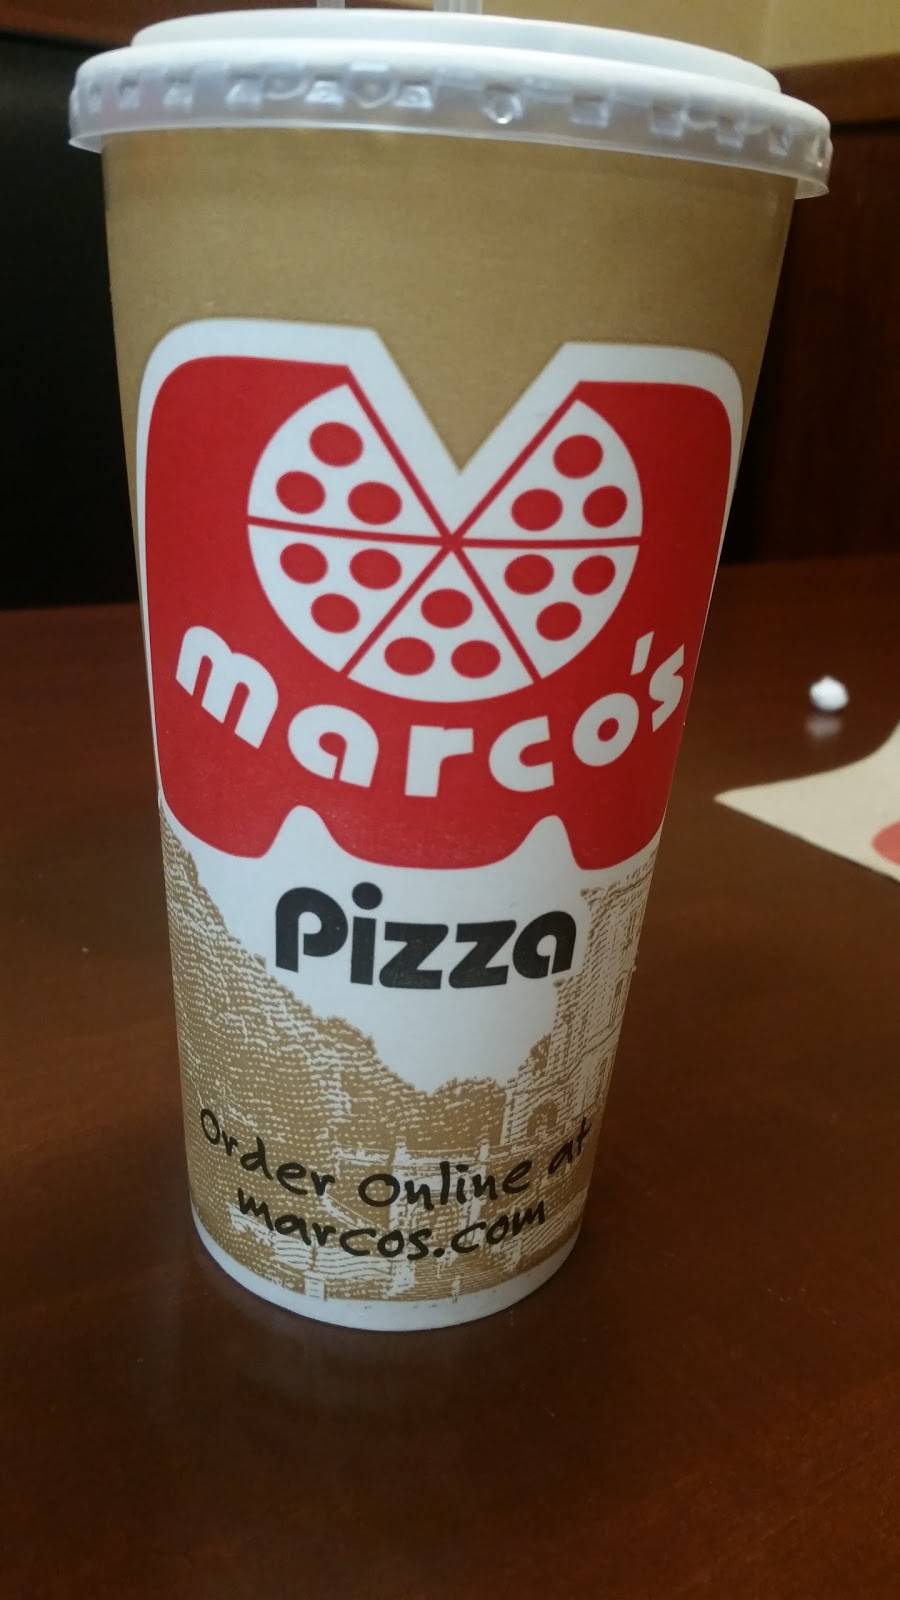 marco's
Pizza
Order Online at
marcos.com